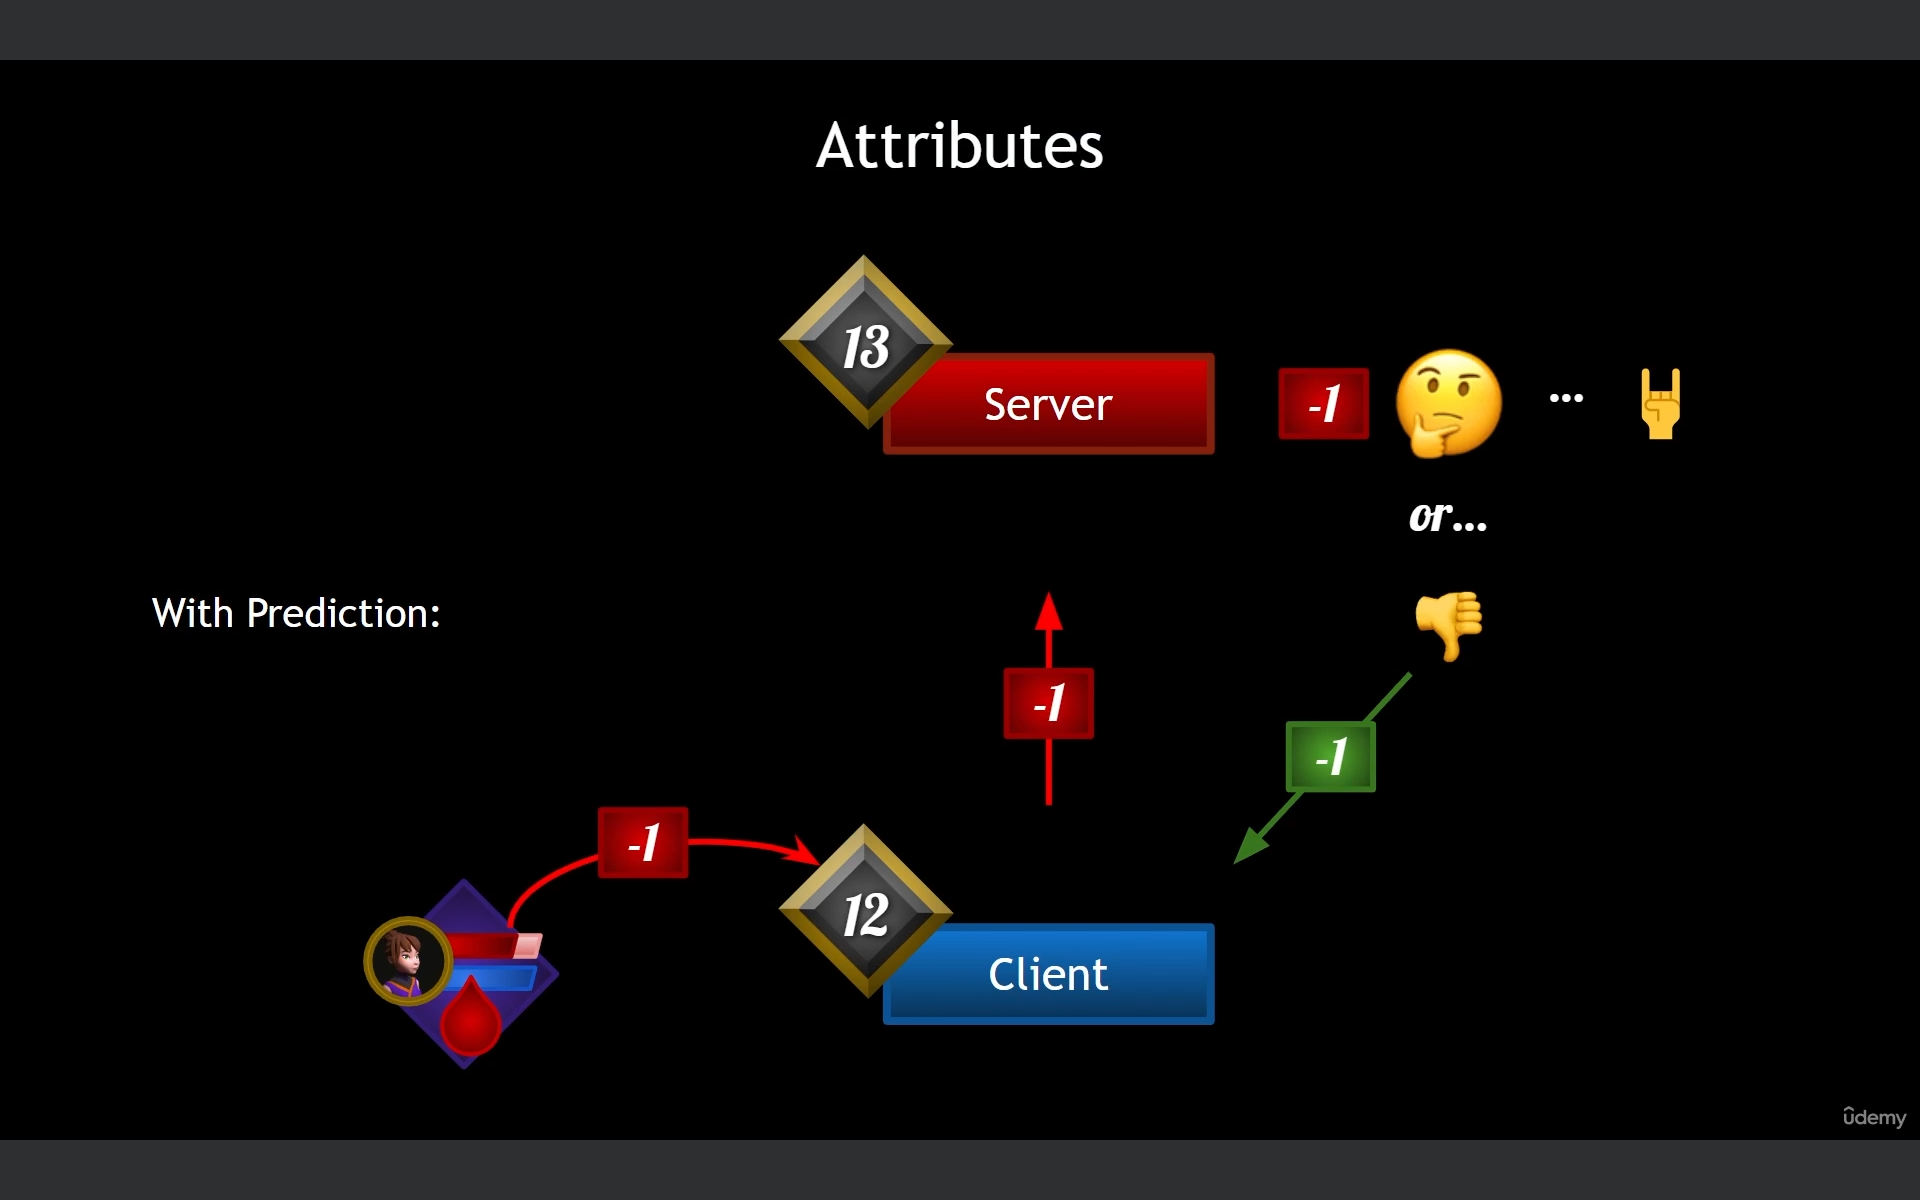 Attributes
13
Server
-1
...
or...
With Prediction:
-1
-1
-1
12
Client
ûdemy